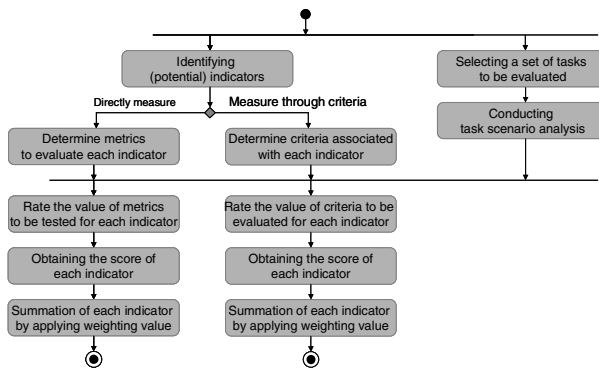 Identifying
(potential) indicators
Selecting a set of tasks
to be evaluated
Directly measure
Measure through criteria
Conducting
task scenario analysis
Determine metrics
to evaluate each indicator
Determine criteria associated
with each indicator
Rate the value of metrics
to be tested for each indicator
Rate the value of criteria to be
evaluated for each indicator
Obtaining the score of
each indicator
Obtaining the score of
each indicator
Summation of each indicator
by applying weighting value
Summation of each indicator
by applying weighting value